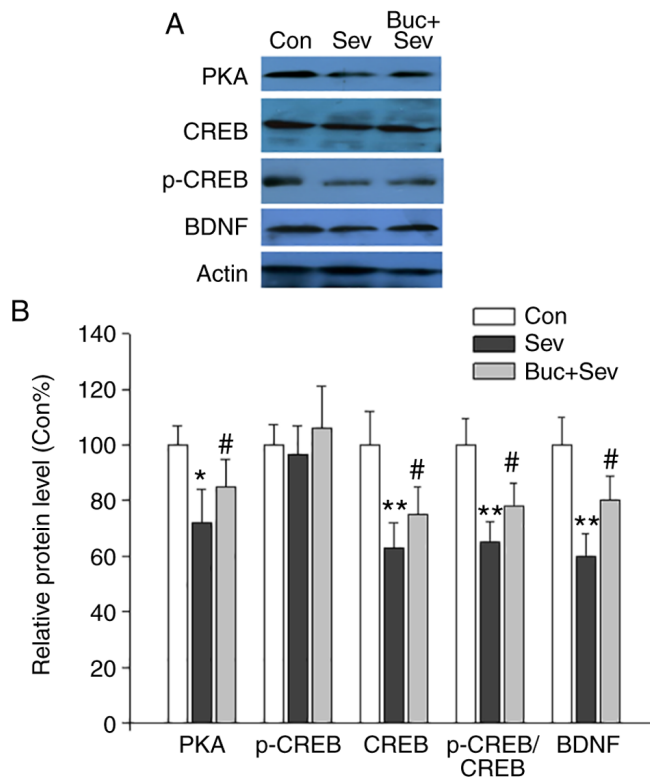 A
Con Sev Buc+
Sev
PKA
CREB
p-CREB
BDNF
Actin
B
Con
Sev
Buc+Sev
Relative protein level (Con%)
140
120
100
80
60
40
20
0
* #
** #
** #
** #
PKA p-CREB CREB p-CREB/
CREB BDNF